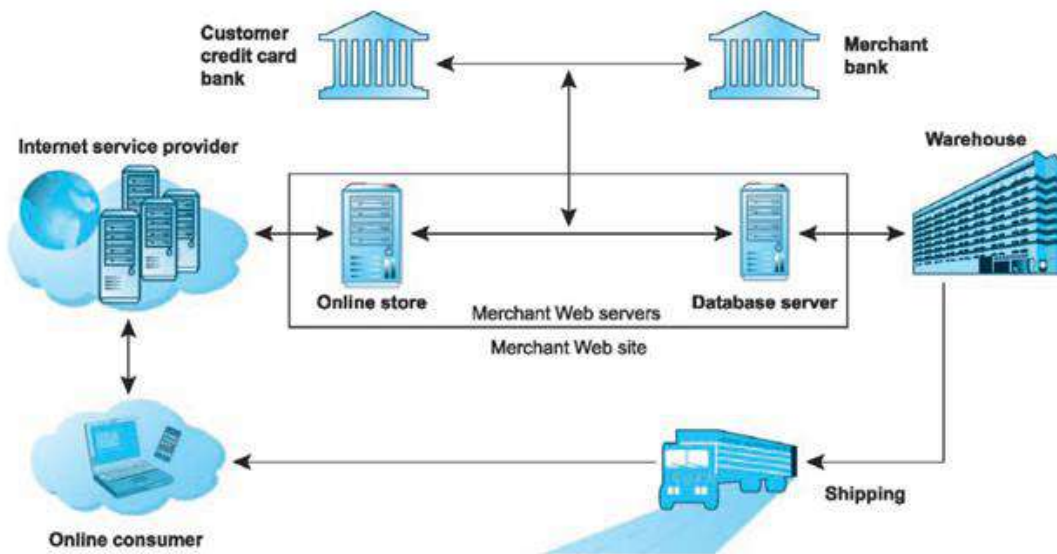 Customer
credit card
bank
Merchant
bank
Internet service provider
Warehouse
Online store
Database server
Merchant Web servers
Merchant Web site
Shipping
Online consumer